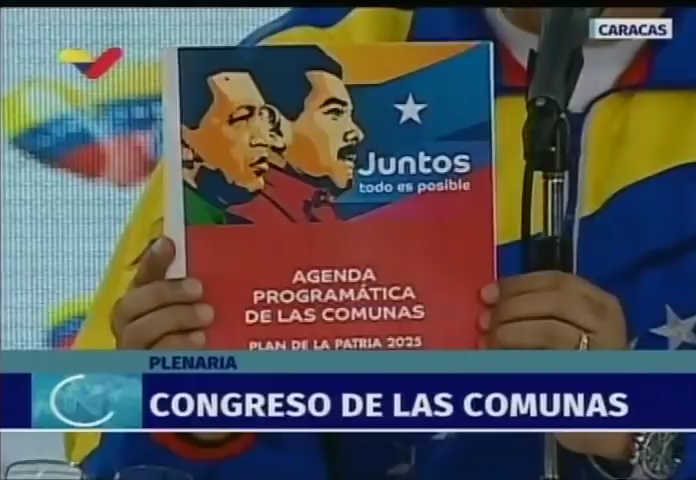 CARACAS
Juntos
todo es posible
AGENDA
PROGRAMÁTICA
DE LAS COMUNAS
PLAN DE LA PATRIA 2025
PLENARIA
CONGRESO DE LAS COMUNAS